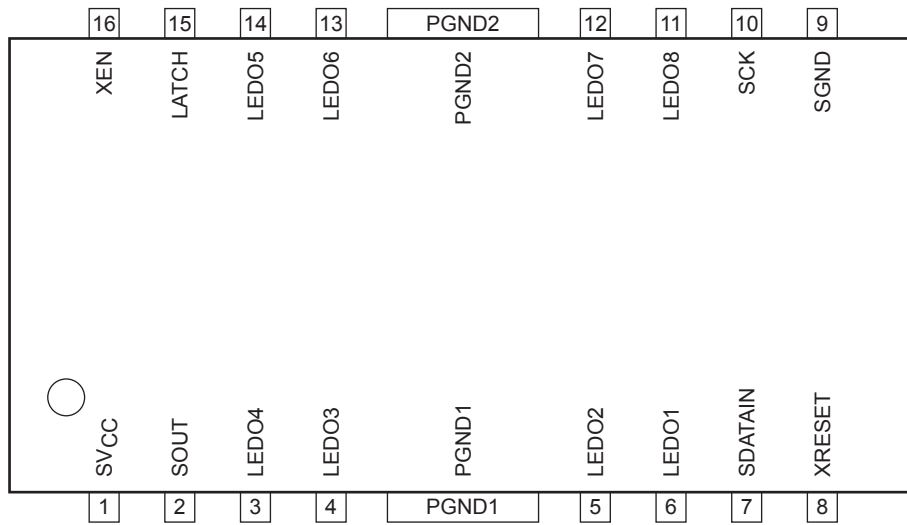 16 15 14 13 PGND2 12 11 10 9
XEN LATCH LEDO5 LEDO6 PGND2 LEDO7 LEDO8 SCK SGND
SVCC SOUT LEDO4 LEDO3 PGND1 LEDO2 LEDO1 SDATAIN XRESET
1 2 3 4 PGND1 5 6 7 8